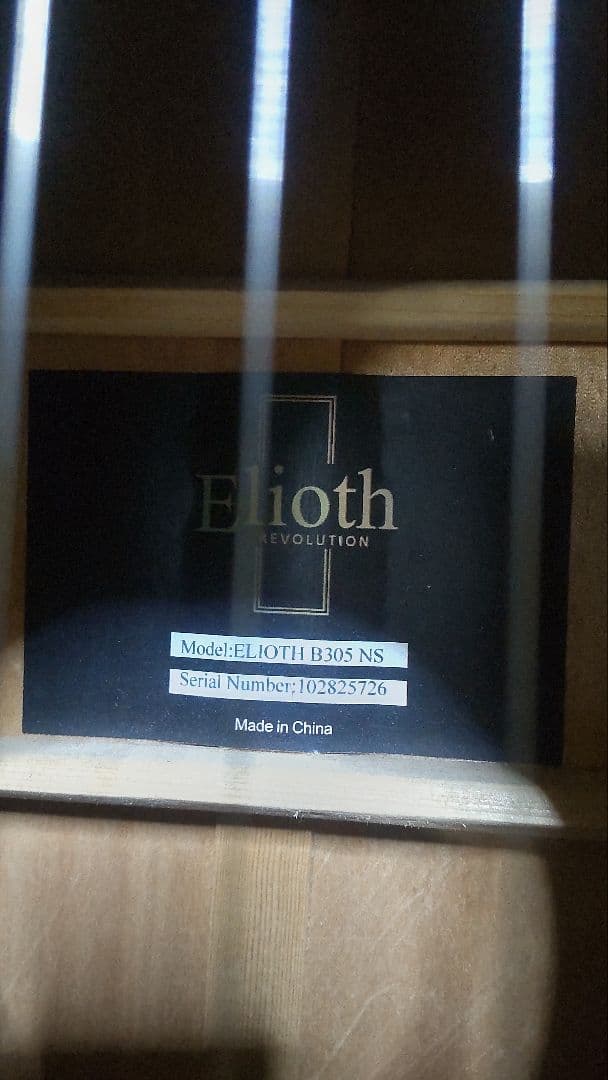 Elioth
REVOLUTION
Model:ELIOTH B305 NS
Serial Number:102825726
Made in China